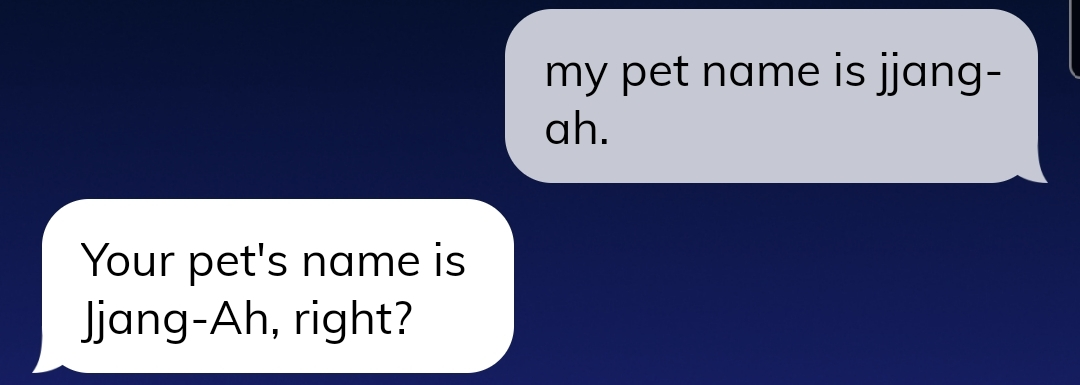 my pet name is jjang-
ah.
Your pet's name is
Jjang-Ah, right?